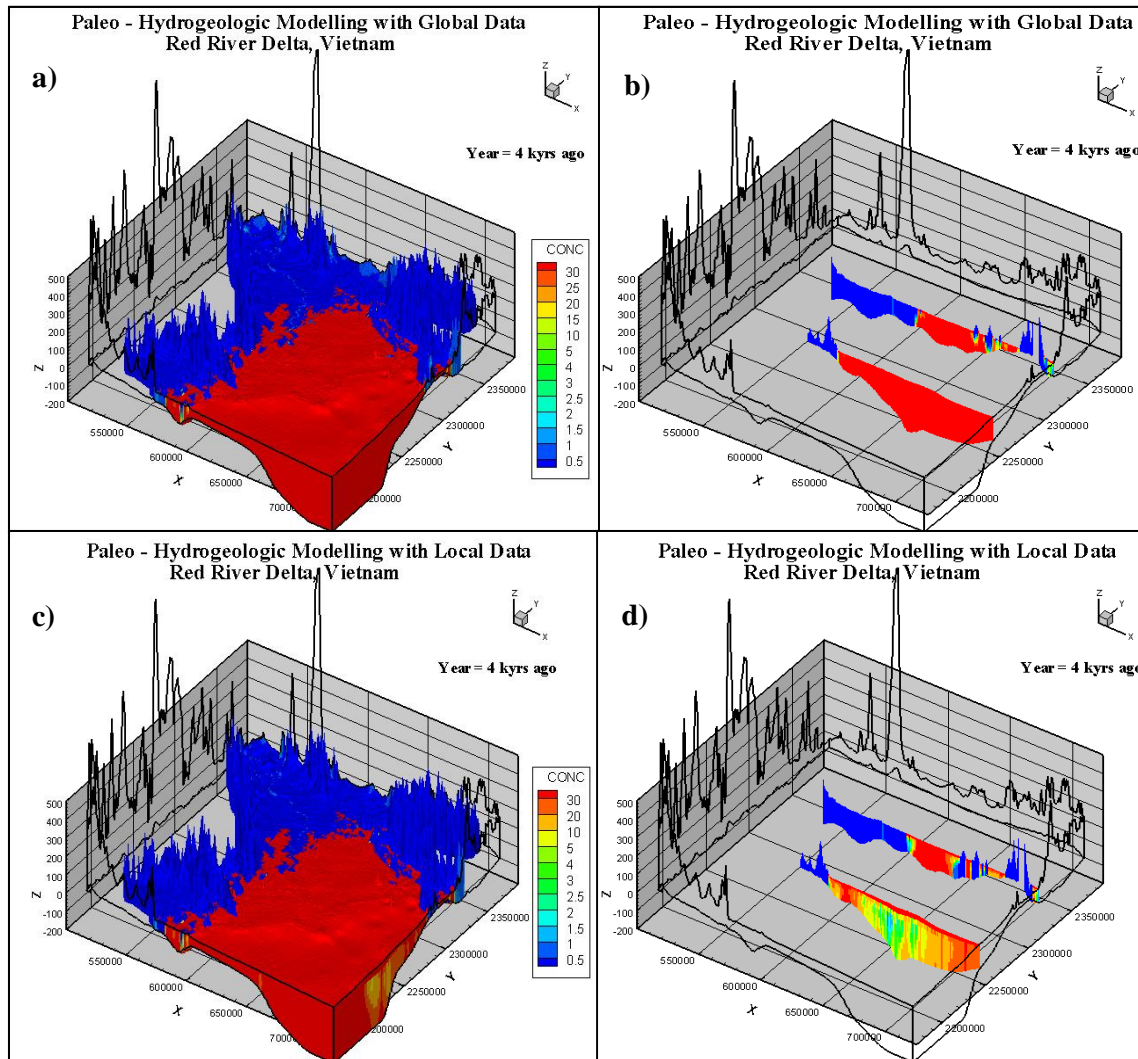 Paleo - Hydrogeologic Modelling with Global Data
Red River Delta, Vietnam
a)
Z
Y
X
Year = 4 kyrs ago
CONC
30
25
20
15
10
5
4
3
2
1.5
1
0.5
500
400
300
200
100
0
-100
-200
Z
550000
600000
650000
7000000
X
200000
2250000
2300000
2350000
Y
Paleo - Hydrogeologic Modelling with Global Data
Red River Delta, Vietnam
b)
Z
Y
X
Year = 4 kyrs ago
500
400
300
200
100
0
-100
-200
Z
550000
600000
650000
700000
X
2200000
2250000
2300000
2350000
Y
Paleo - Hydrogeologic Modelling with Local Data
Red River Delta, Vietnam
c)
Z
Y
X
Year = 4 kyrs ago
CONC
30
20
10
5
4
3
2.5
2
1.5
1
0.5
500
400
300
200
100
0
-100
-200
Z
550000
600000
650000
7000000
X
200000
2250000
2300000
2350000
Y
Paleo - Hydrogeologic Modelling with Local Data
Red River Delta, Vietnam
d)
Z
Y
X
Year = 4 kyrs ago
500
400
300
200
100
0
-100
-200
Z
550000
600000
650000
700000
X
2200000
2250000
2300000
2350000
Y